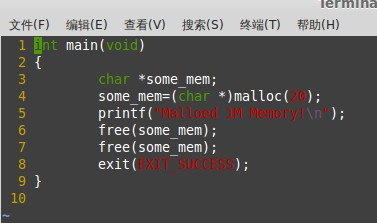 Termina
文件(F) 编辑(E) 查看(V) 搜索(S) 终端(T) 帮助(H)
1 int main(void)
2 {
3 char *some_mem;
4 some_mem=(char *)malloc(20);
5 printf("Malloed 1M Memory!\n");
6 free(some_mem);
7 free(some_mem);
8 exit(EXIT_SUCCESS);
9 }
10
~